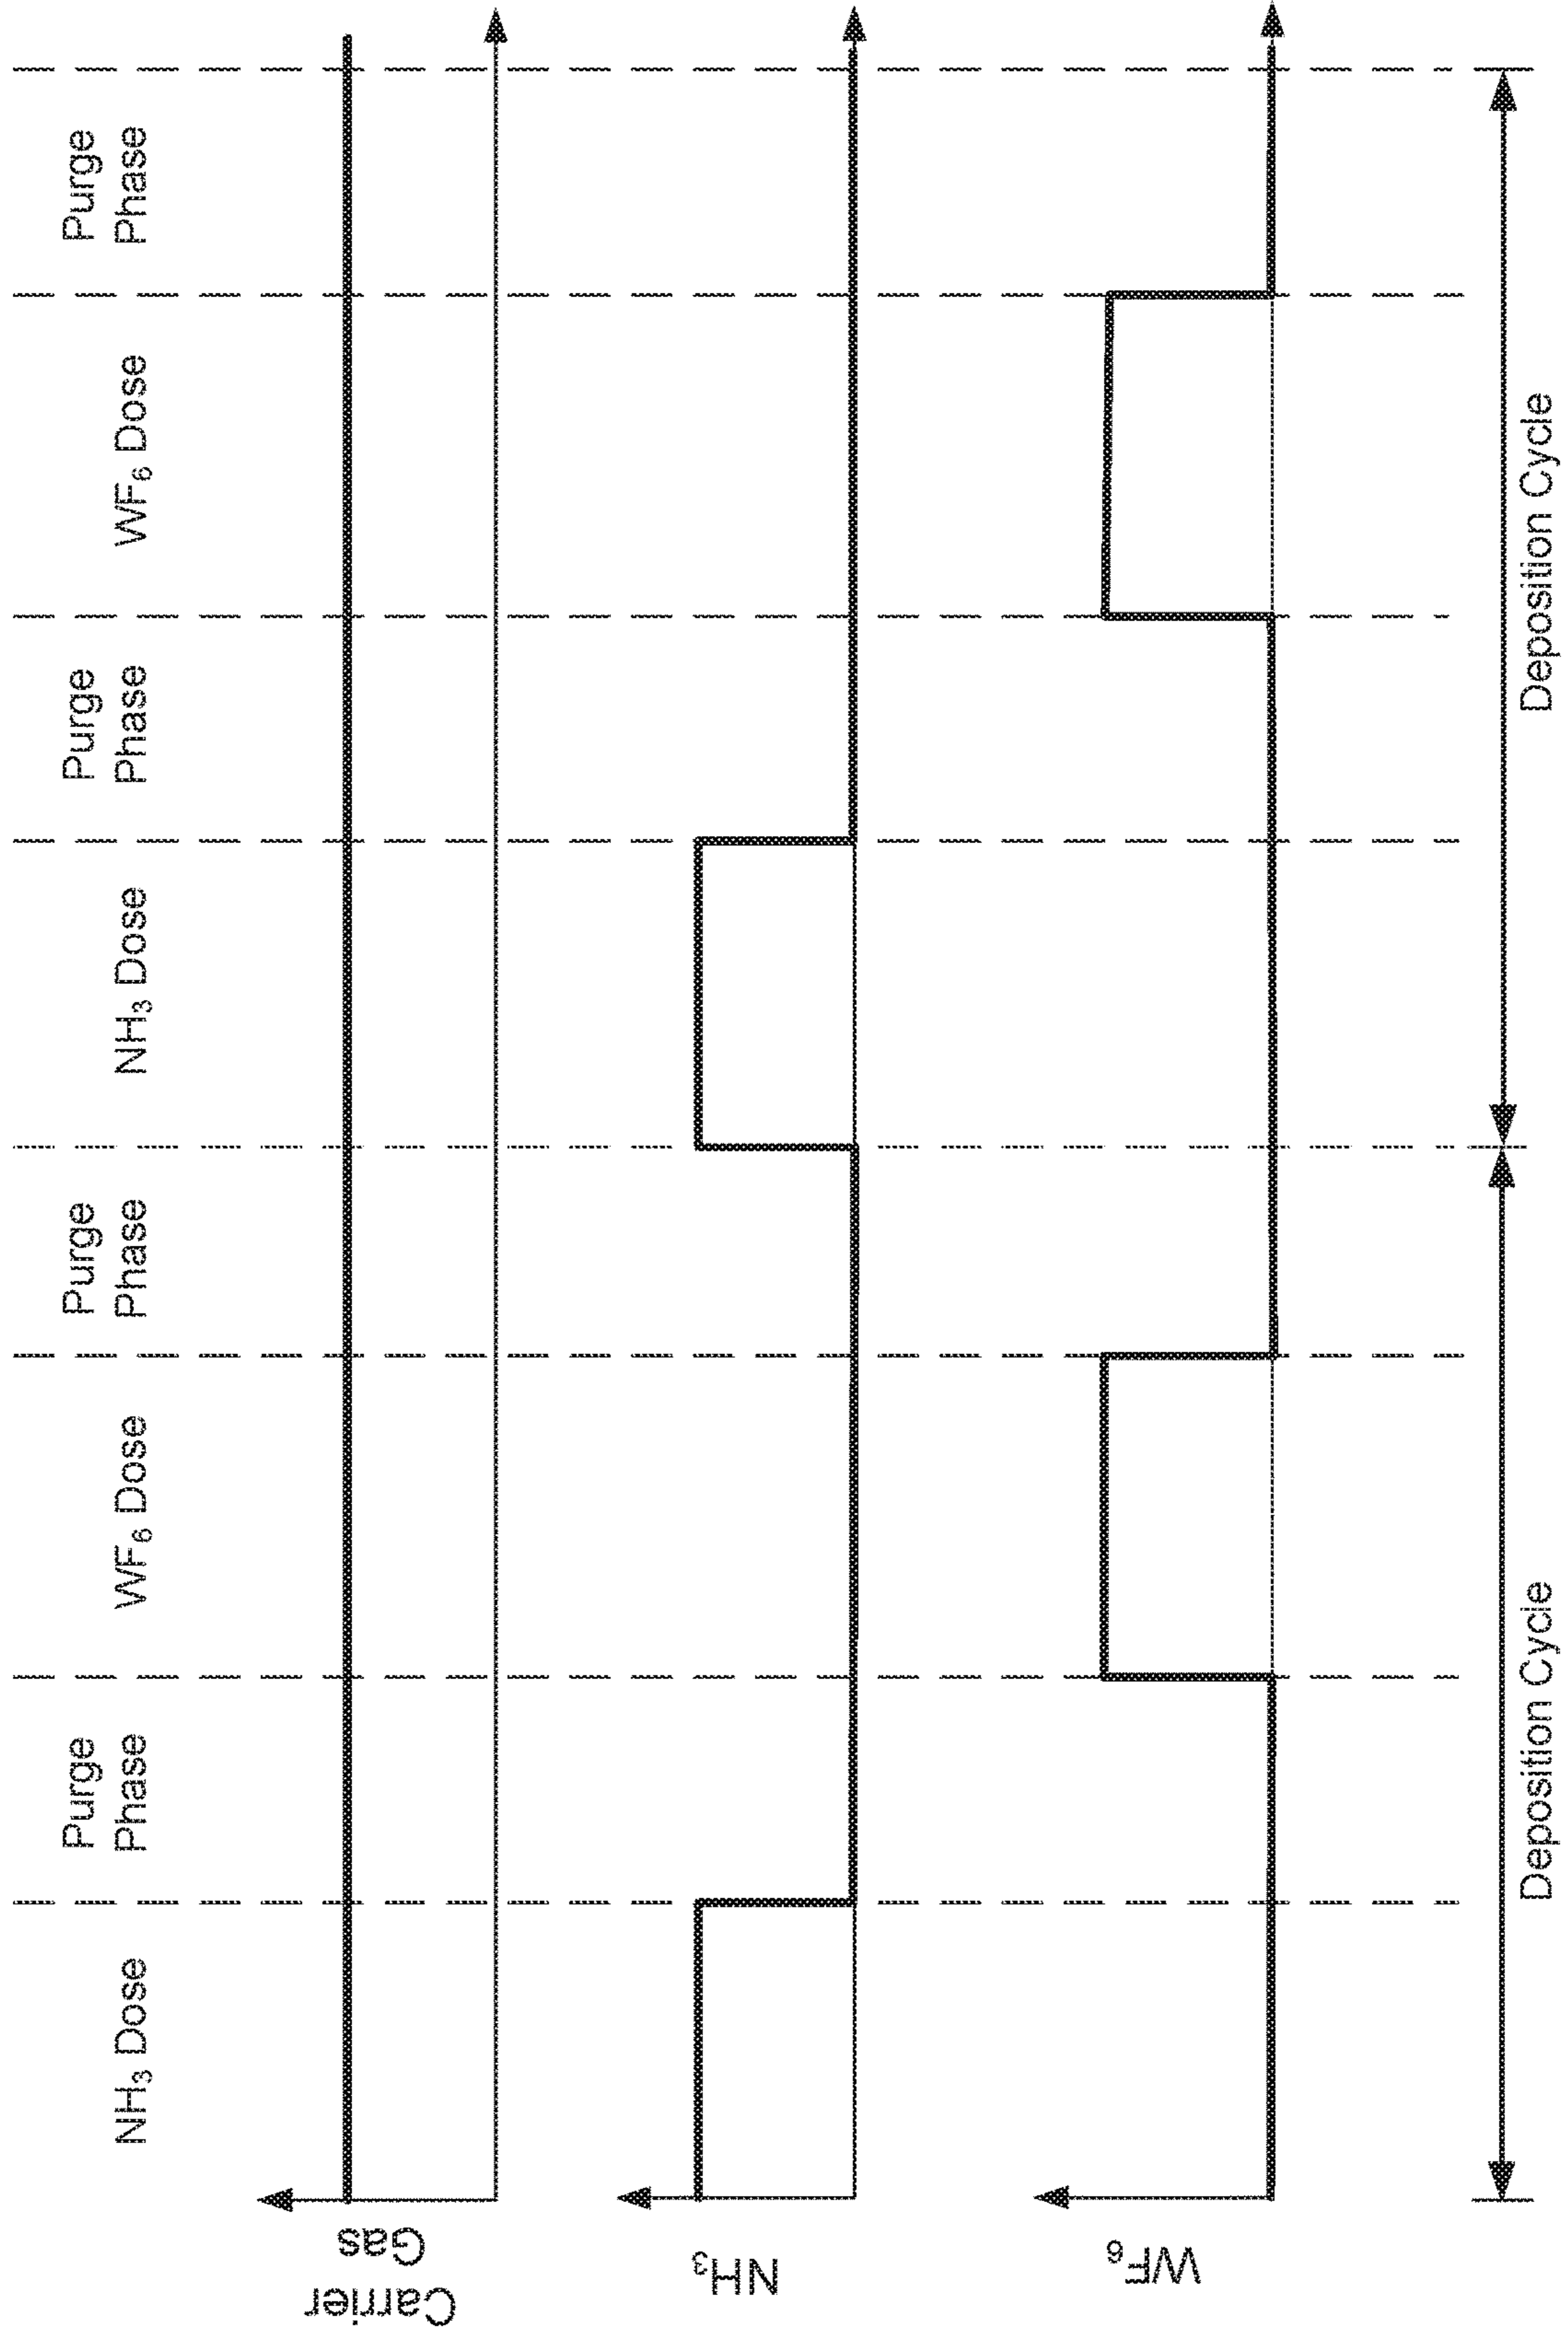 NH₃ Dose
Purge
Phase
WF₆ Dose
Purge
Phase
NH₃ Dose
Purge
Phase
WF₆ Dose
Purge
Phase
Carrier
Gas
NH₃
WF₆
Deposition Cycle
Deposition Cycle